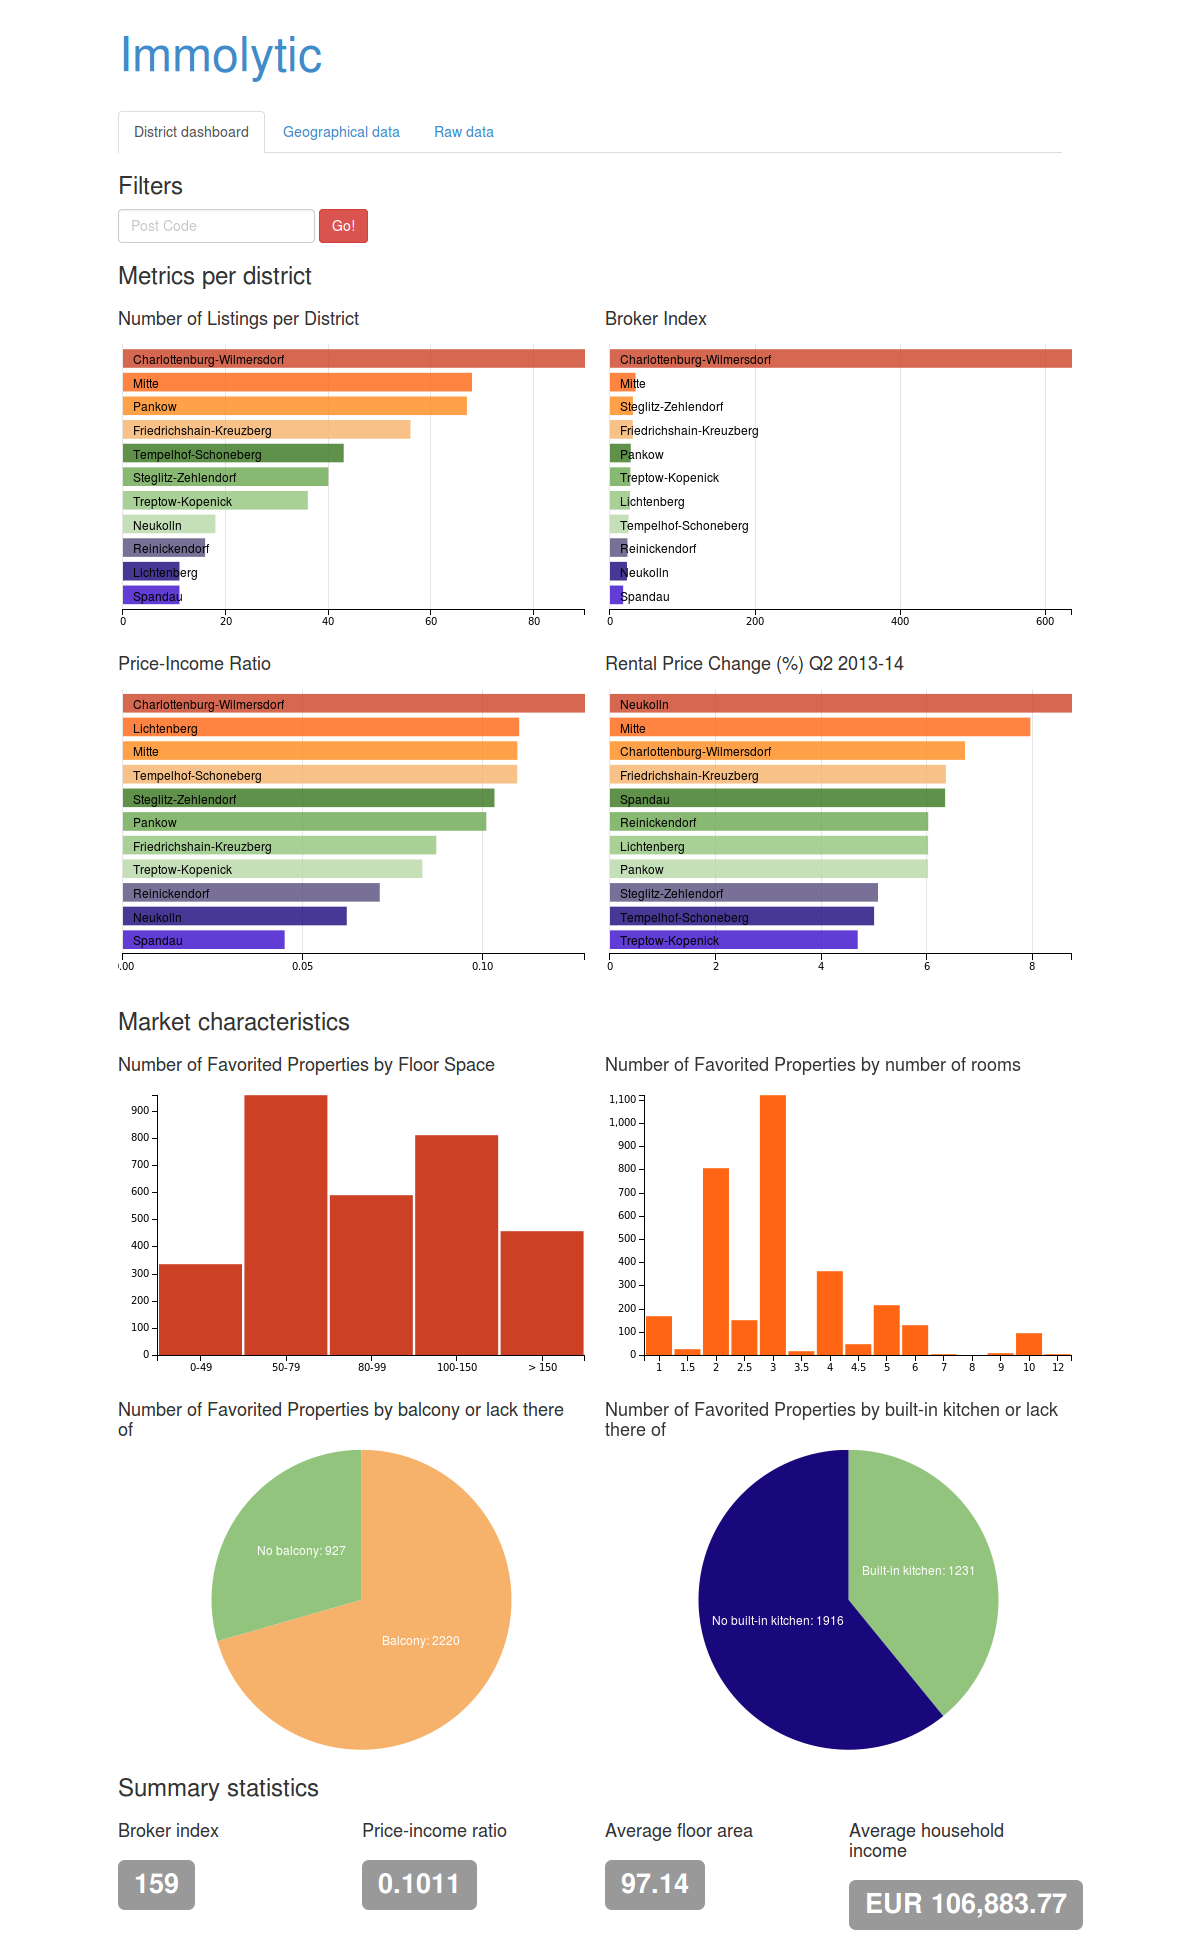 Immolytic
District dashboard Geographical data Raw data
Filters
Post Code Go!
Metrics per district
Number of Listings per District
Charlottenburg-Wilmersdorf
Mitte
Pankow
Friedrichshain-Kreuzberg
Tempelhof-Schoneberg
Steglitz-Zehlendorf
Treptow-Kopenick
Neukolln
Reinickendorf
Lichtenberg
Spandau
0 20 40 60 80
Broker Index
Charlottenburg-Wilmersdorf
Mitte
Steglitz-Zehlendorf
Friedrichshain-Kreuzberg
Pankow
Treptow-Kopenick
Lichtenberg
Tempelhof-Schoneberg
Reinickendorf
Neukolln
Spandau
0 200 400 600
Price-Income Ratio
Charlottenburg-Wilmersdorf
Lichtenberg
Mitte
Tempelhof-Schoneberg
Steglitz-Zehlendorf
Pankow
Friedrichshain-Kreuzberg
Treptow-Kopenick
Reinickendorf
Neukolln
Spandau
.00 0.05 0.10
Rental Price Change (%) Q2 2013-14
Neukolln
Mitte
Charlottenburg-Wilmersdorf
Friedrichshain-Kreuzberg
Spandau
Reinickendorf
Lichtenberg
Pankow
Steglitz-Zehlendorf
Tempelhof-Schoneberg
Treptow-Kopenick
0 2 4 6 8
Market characteristics
Number of Favorited Properties by Floor Space
900
800
700
600
500
400
300
200
100
0
0-49 50-79 80-99 100-150 > 150
Number of Favorited Properties by number of rooms
1,100
1,000
900
800
700
600
500
400
300
200
100
0
1 1.5 2 2.5 3 3.5 4 4.5 5 6 7 8 9 10 12
Number of Favorited Properties by balcony or lack there
of
No balcony: 927
Balcony: 2220
Number of Favorited Properties by built-in kitchen or lack
there of
Built-in kitchen: 1231
No built-in kitchen: 1916
Summary statistics
Broker index
159
Price-income ratio
0.1011
Average floor area
97.14
Average household
income
EUR 106,883.77